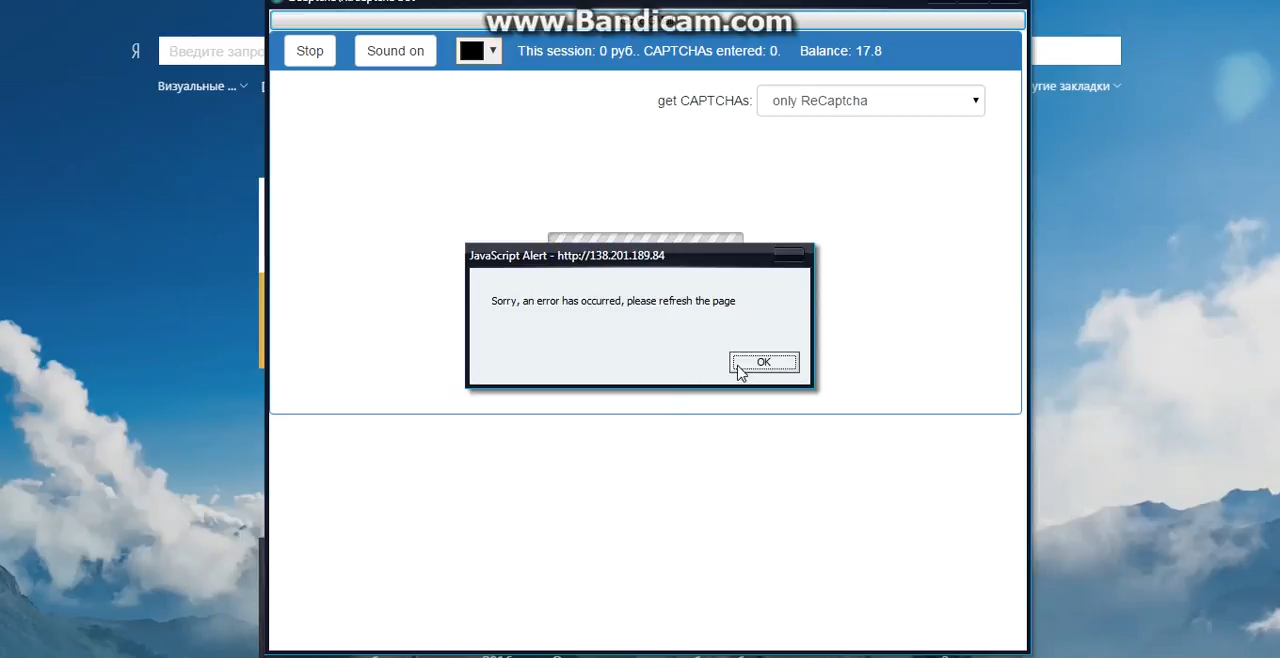 www.Bandicam.com
Я
Введите запро
Stop
Sound on
This session: 0 руб.. CAPTCHAs entered: 0.
Balance: 17.8
Визуальные ...
ругие закладки
get CAPTCHAs:
only ReCaptcha
JavaScript Alert - http://138.201.189.84
Sorry, an error has occurred, please refresh the page
OK